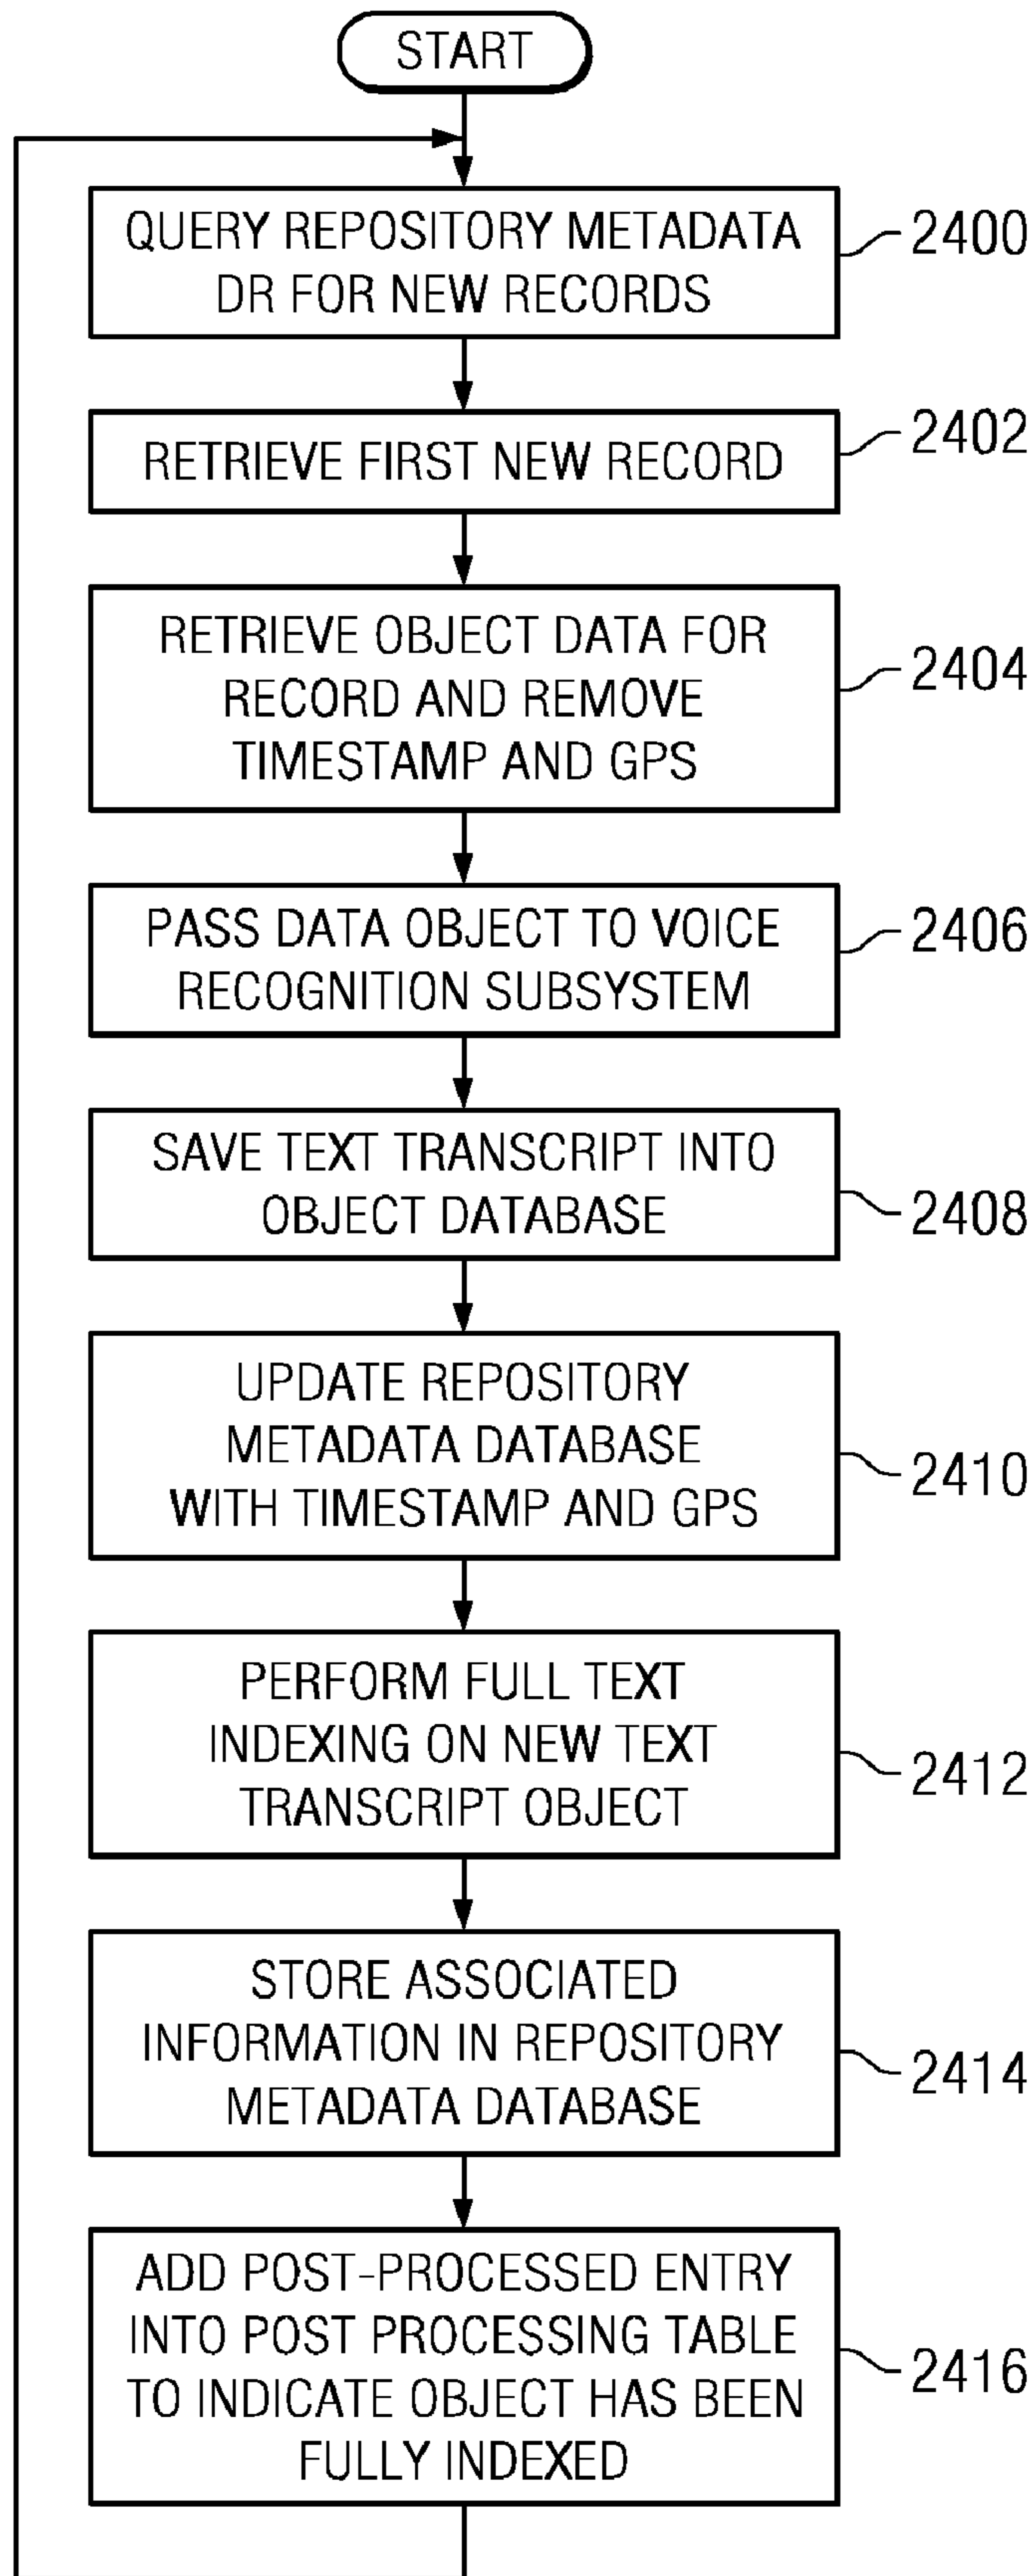 START
QUERY REPOSITORY METADATA
DR FOR NEW RECORDS
2400
RETRIEVE FIRST NEW RECORD
2402
RETRIEVE OBJECT DATA FOR
RECORD AND REMOVE
TIMESTAMP AND GPS
2404
PASS DATA OBJECT TO VOICE
RECOGNITION SUBSYSTEM
2406
SAVE TEXT TRANSCRIPT INTO
OBJECT DATABASE
2408
UPDATE REPOSITORY
METADATA DATABASE
WITH TIMESTAMP AND GPS
2410
PERFORM FULL TEXT
INDEXING ON NEW TEXT
TRANSCRIPT OBJECT
2412
STORE ASSOCIATED
INFORMATION IN REPOSITORY
METADATA DATABASE
2414
ADD POST-PROCESSED ENTRY
INTO POST PROCESSING TABLE
TO INDICATE OBJECT HAS BEEN
FULLY INDEXED
2416